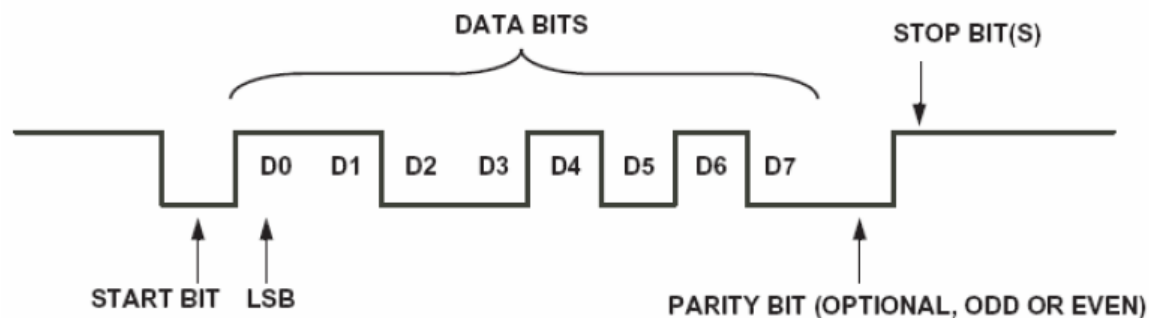 DATA BITS
STOP BIT(S)
D0 D1 D2 D3 D4 D5 D6 D7
START BIT LSB
PARITY BIT (OPTIONAL, ODD OR EVEN)